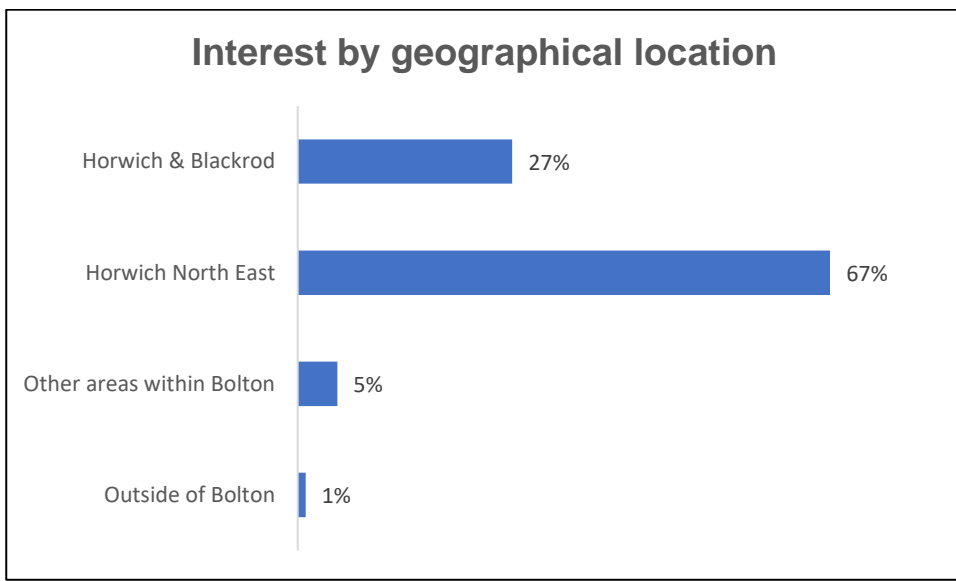 Interest by geographical location
Horwich & Blackrod
27%
Horwich North East
67%
Other areas within Bolton
5%
Outside of Bolton
1%